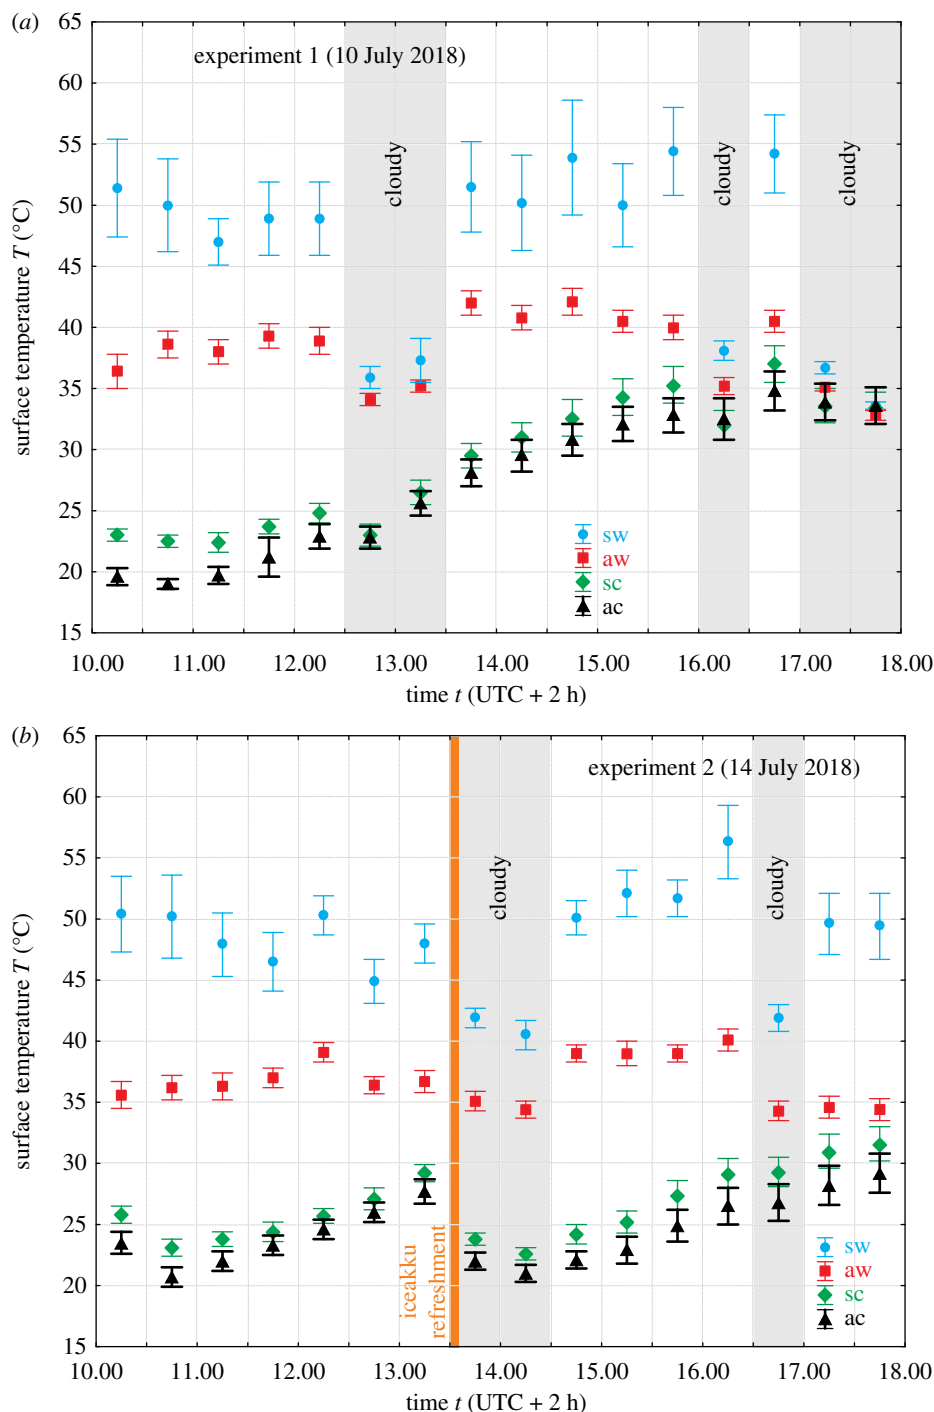 (a)
65
60
55
50
45
40
35
30
25
20
15
surface temperature T (°C)
experiment 1 (10 July 2018)
cloudy
cloudy
cloudy
sw
aw
sc
ac
10.00 11.00 12.00 13.00 14.00 15.00 16.00 17.00 18.00
time t (UTC + 2 h)
(b)
65
60
55
50
45
40
35
30
25
20
15
surface temperature T (°C)
experiment 2 (14 July 2018)
cloudy
cloudy
iceakku
refreshment
sw
aw
sc
ac
10.00 11.00 12.00 13.00 14.00 15.00 16.00 17.00 18.00
time t (UTC + 2 h)